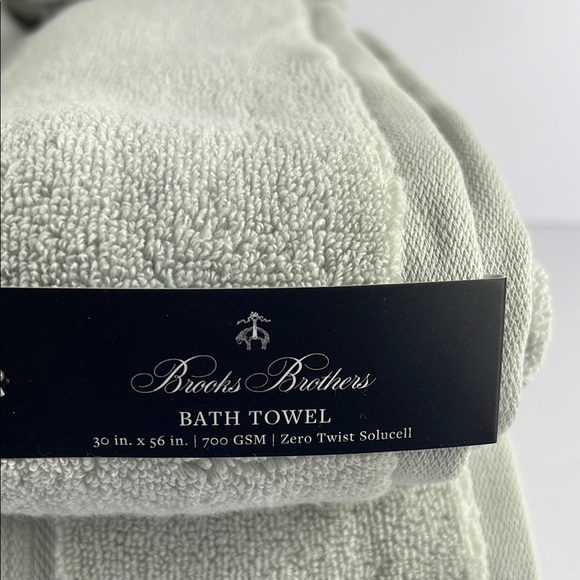 Brooks Brothers
BATH TOWEL
30 in. x 56 in. | 700 GSM | Zero Twist Solucell